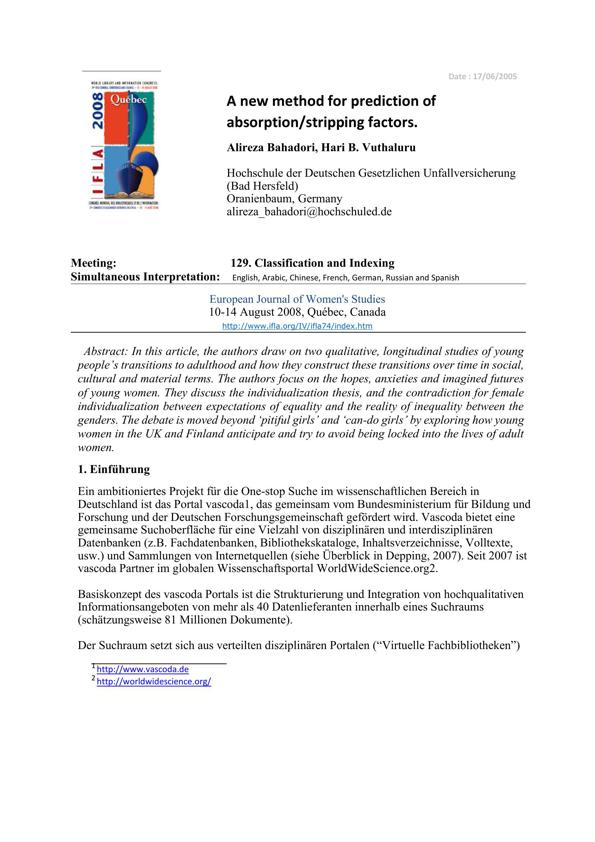 Date : 17/06/2005
WORLD LIBRARY AND INFORMATION CONGRESS:
Québec
2008
IFLA
A new method for prediction of
absorption/stripping factors.
Alireza Bahadori, Hari B. Vuthaluru
Hochschule der Deutschen Gesetzlichen Unfallversicherung
(Bad Hersfeld)
Oranienbaum, Germany
alireza_bahadori@hochschuled.de
Meeting: 129. Classification and Indexing
Simultaneous Interpretation: English, Arabic, Chinese, French, German, Russian and Spanish
European Journal of Women's Studies
10-14 August 2008, Québec, Canada
http://www.ifla.org/IV/ifla74/index.htm
Abstract: In this article, the authors draw on two qualitative, longitudinal studies of young
people’s transitions to adulthood and how they construct these transitions over time in social,
cultural and material terms. The authors focus on the hopes, anxieties and imagined futures
of young women. They discuss the individualization thesis, and the contradiction for female
individualization between expectations of equality and the reality of inequality between the
genders. The debate is moved beyond ‘pitiful girls’ and ‘can-do girls’ by exploring how young
women in the UK and Finland anticipate and try to avoid being locked into the lives of adult
women.
1. Einführung
Ein ambitioniertes Projekt für die One-stop Suche im wissenschaftlichen Bereich in
Deutschland ist das Portal vascoda1, das gemeinsam vom Bundesministerium für Bildung und
Forschung und der Deutschen Forschungsgemeinschaft gefördert wird. Vascoda bietet eine
gemeinsame Suchoberfläche für eine Vielzahl von disziplinären und interdisziplinären
Datenbanken (z.B. Fachdatenbanken, Bibliothekskataloge, Inhaltsverzeichnisse, Volltexte,
usw.) und Sammlungen von Internetquellen (siehe Überblick in Depping, 2007). Seit 2007 ist
vascoda Partner im globalen Wissenschaftsportal WorldWideScience.org2.
Basiskonzept des vascoda Portals ist die Strukturierung und Integration von hochqualitativen
Informationsangeboten von mehr als 40 Datenlieferanten innerhalb eines Suchraums
(schätzungsweise 81 Millionen Dokumente).
Der Suchraum setzt sich aus verteilten disziplinären Portalen (“Virtuelle Fachbibliotheken”)
1 http://www.vascoda.de
2 http://worldwidescience.org/